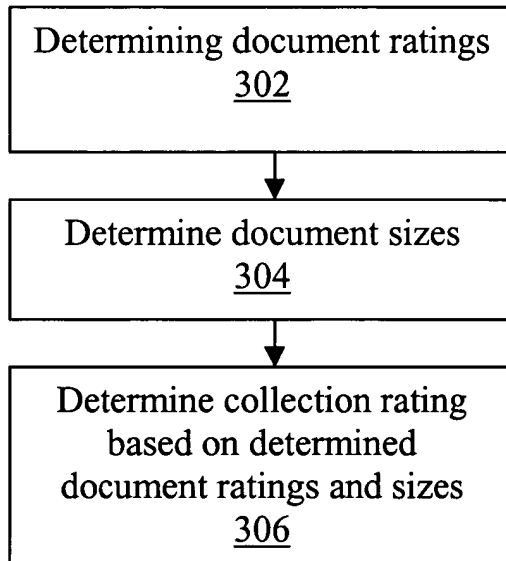 Determining document ratings
302
Determine document sizes
304
Determine collection rating
based on determined
document ratings and sizes
306